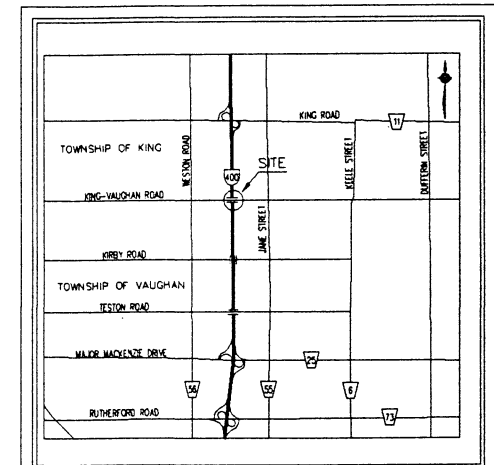 KING ROAD
11
TOWNSHIP OF KING
WESTON ROAD
KEELE STREET
DUFFERIN STREET
SITE
400
KING-VAUGHAN ROAD
JANE STREET
KIRBY ROAD
TOWNSHIP OF VAUGHAN
TESTON ROAD
MAJOR MACKENZIE DRIVE
25
56
55
6
RUTHERFORD ROAD
73